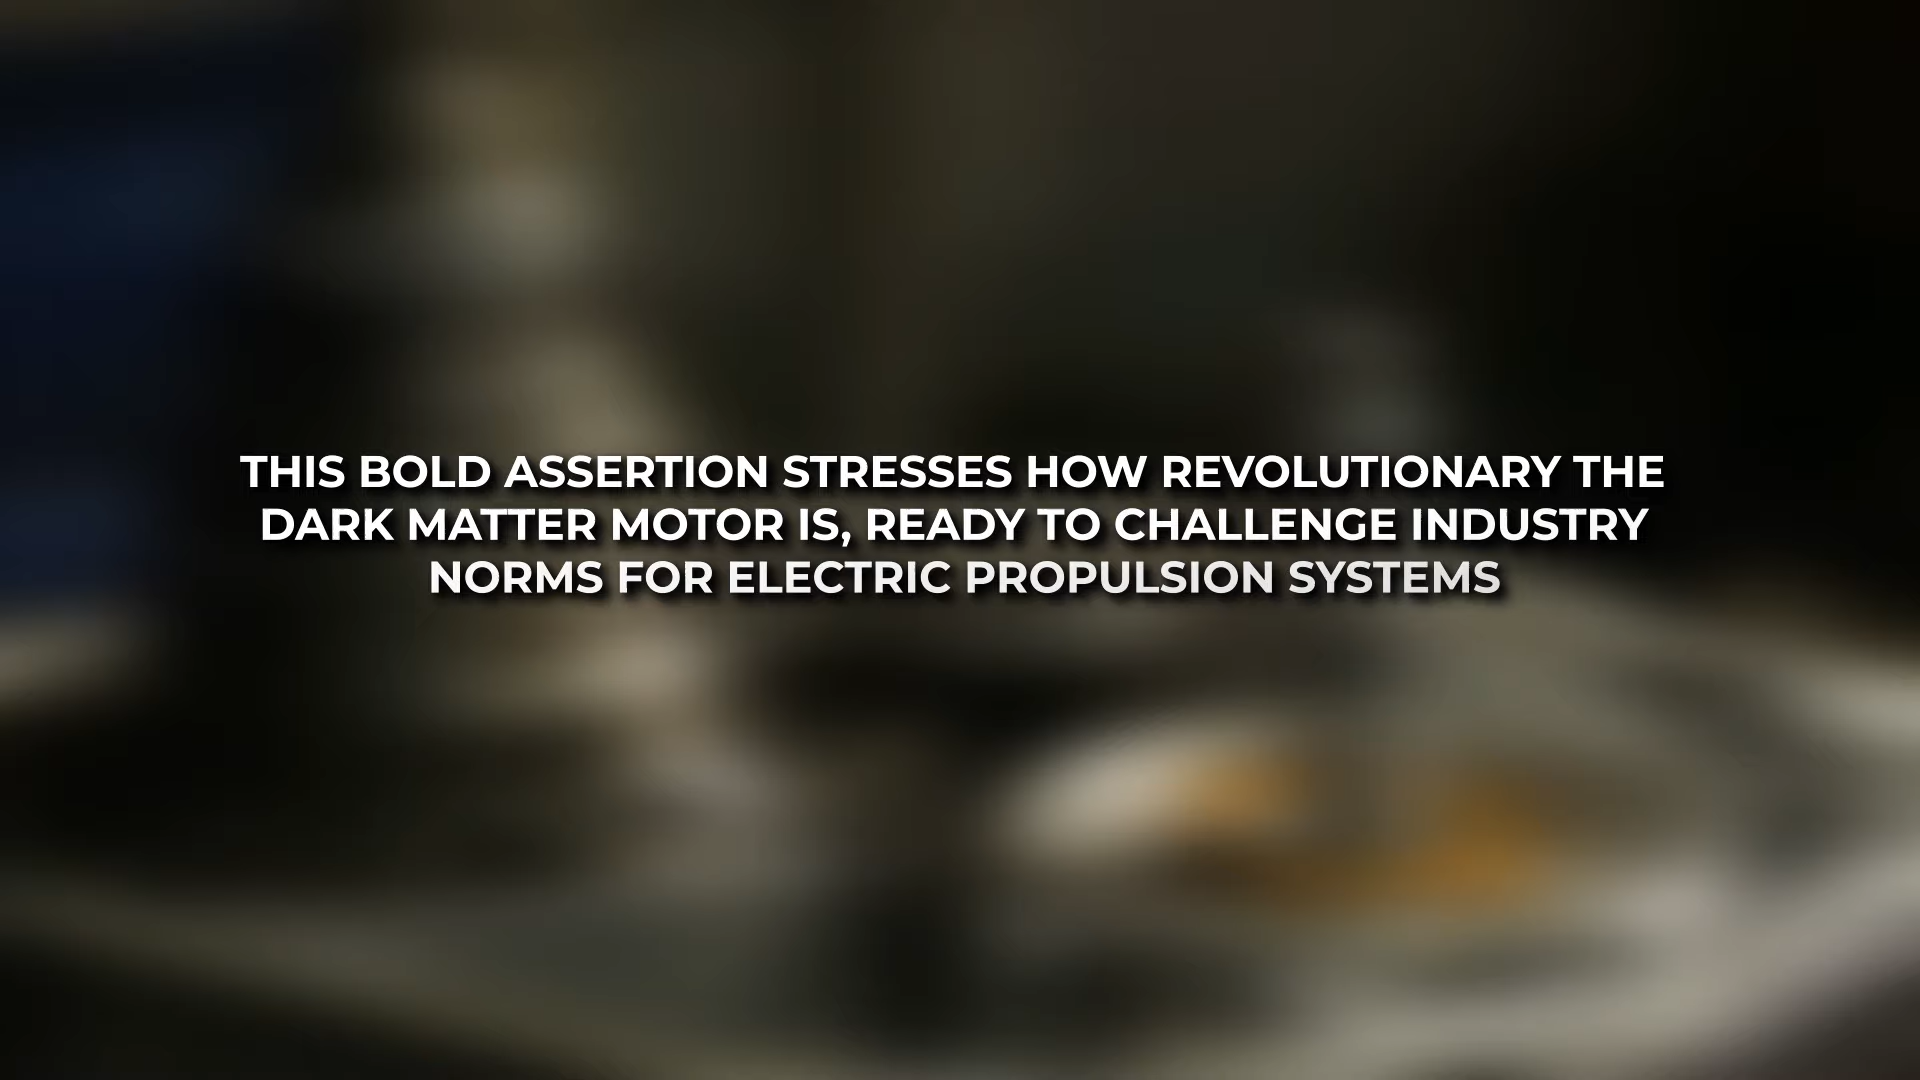 THIS BOLD ASSERTION STRESSES HOW REVOLUTIONARY THE
DARK MATTER MOTOR IS, READY TO CHALLENGE INDUSTRY
NORMS FOR ELECTRIC PROPULSION SYSTEMS